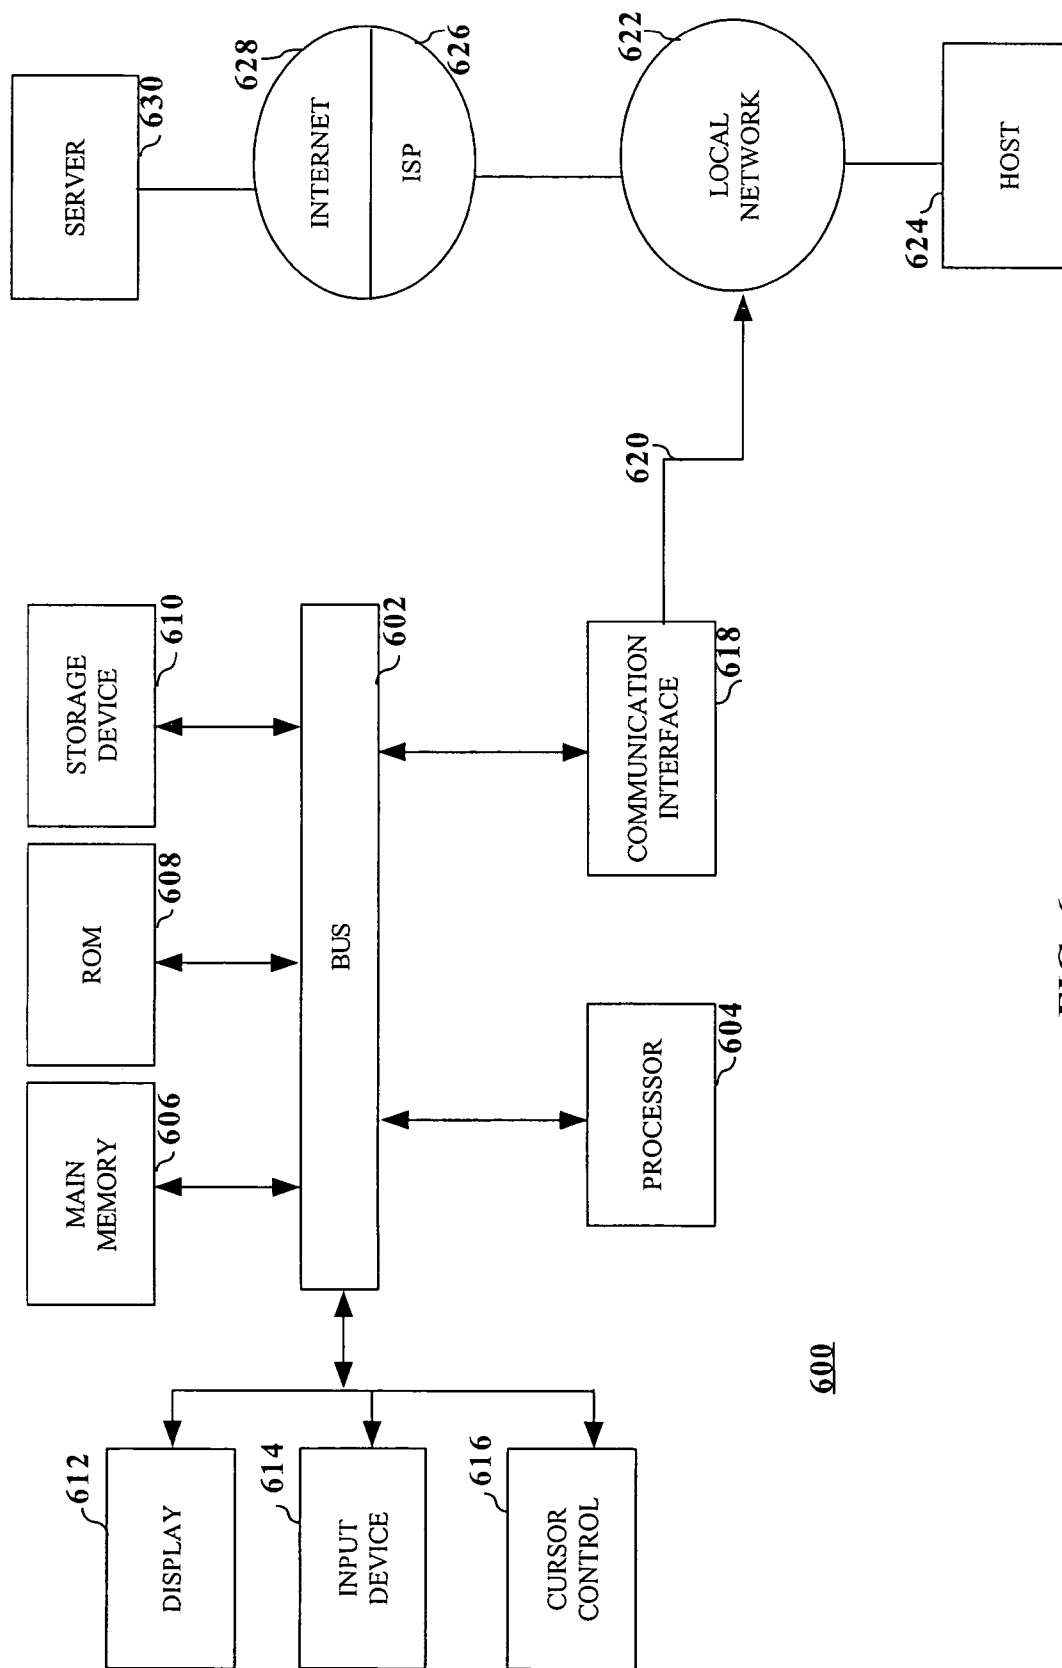 MAIN
MEMORY
606
ROM
608
STORAGE
DEVICE
610
SERVER
630
DISPLAY
612
INPUT
DEVICE
614
CURSOR
CONTROL
616
BUS
602
INTERNET
628
ISP
626
PROCESSOR
604
COMMUNICATION
INTERFACE
618
620
LOCAL
NETWORK
622
HOST
624
600
FIG.